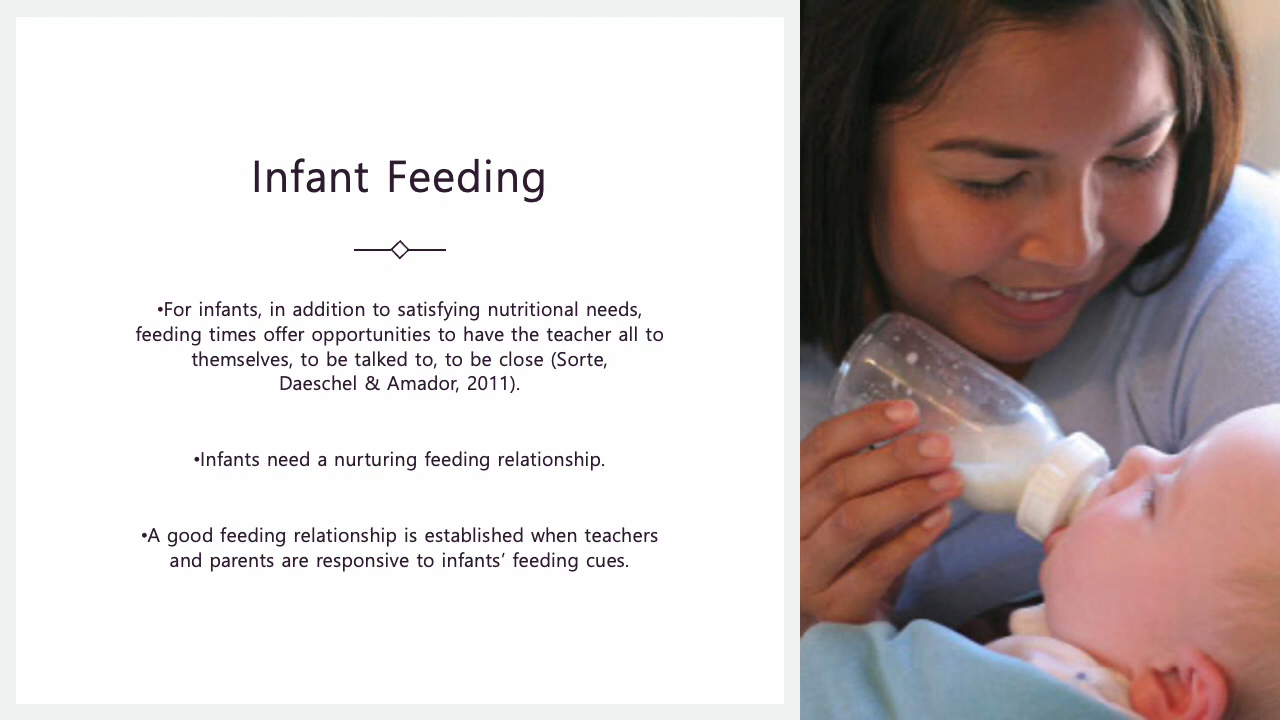 Infant Feeding
•For infants, in addition to satisfying nutritional needs,
feeding times offer opportunities to have the teacher all to
themselves, to be talked to, to be close (Sorte,
Daeschel & Amador, 2011).
•Infants need a nurturing feeding relationship.
•A good feeding relationship is established when teachers
and parents are responsive to infants’ feeding cues.